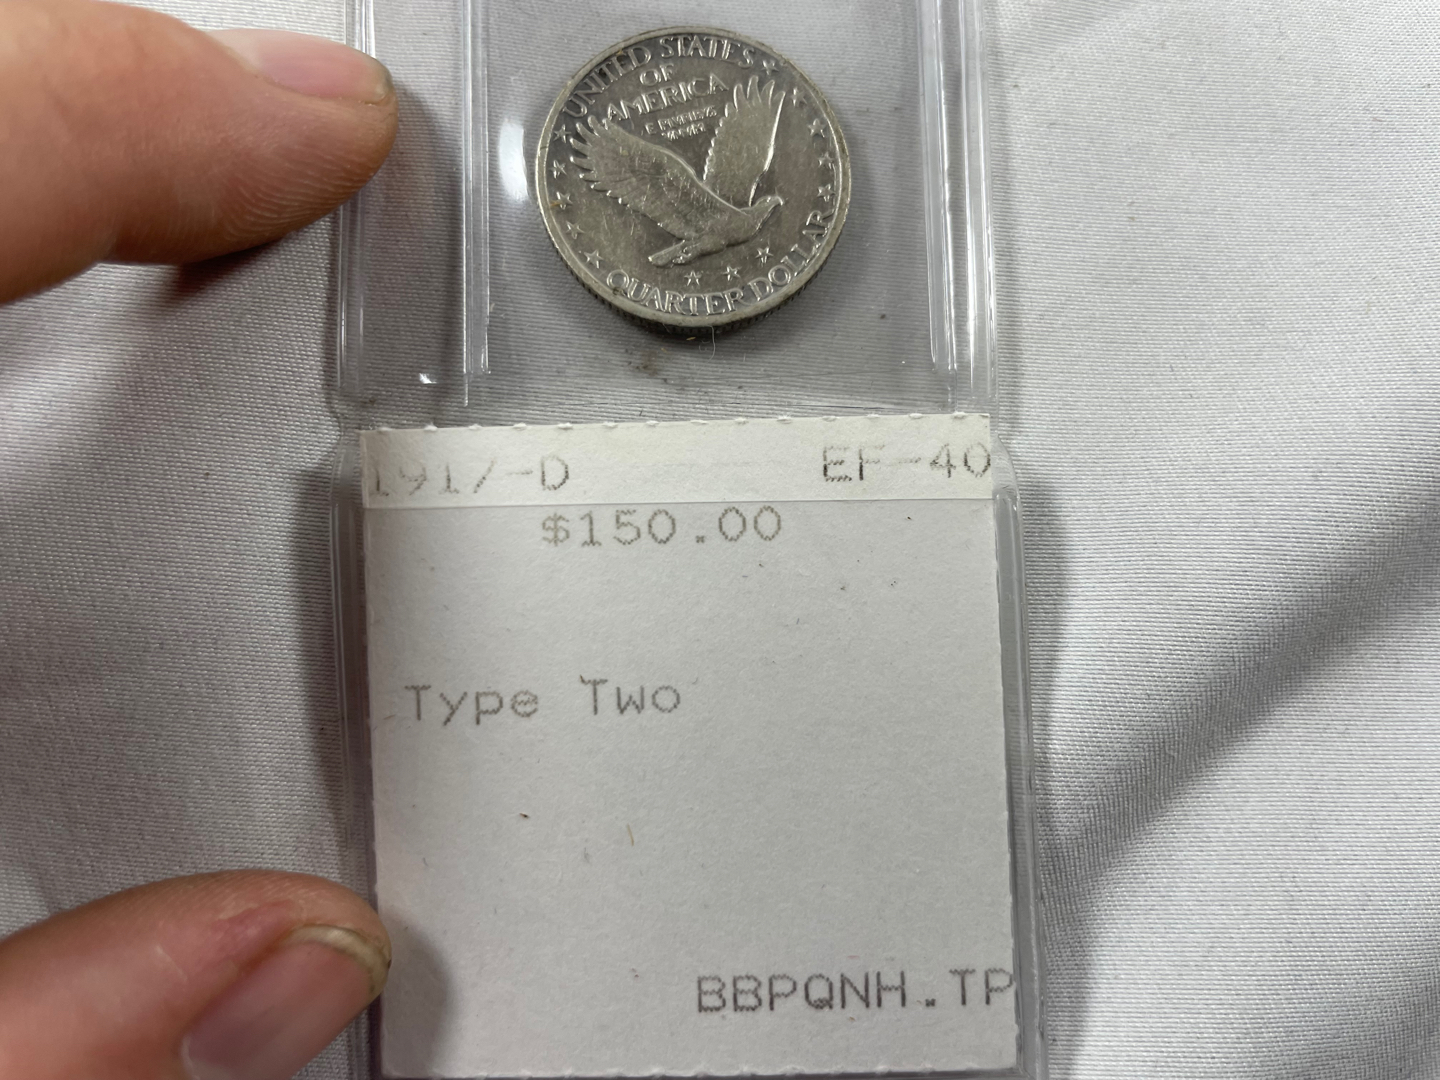 UNITED STATES
OF
AMERICA
E PLURIBUS
UNUM
QUARTER DOLLAR
1917-D EF-40
$150.00
Type Two
BBPQNH.TP